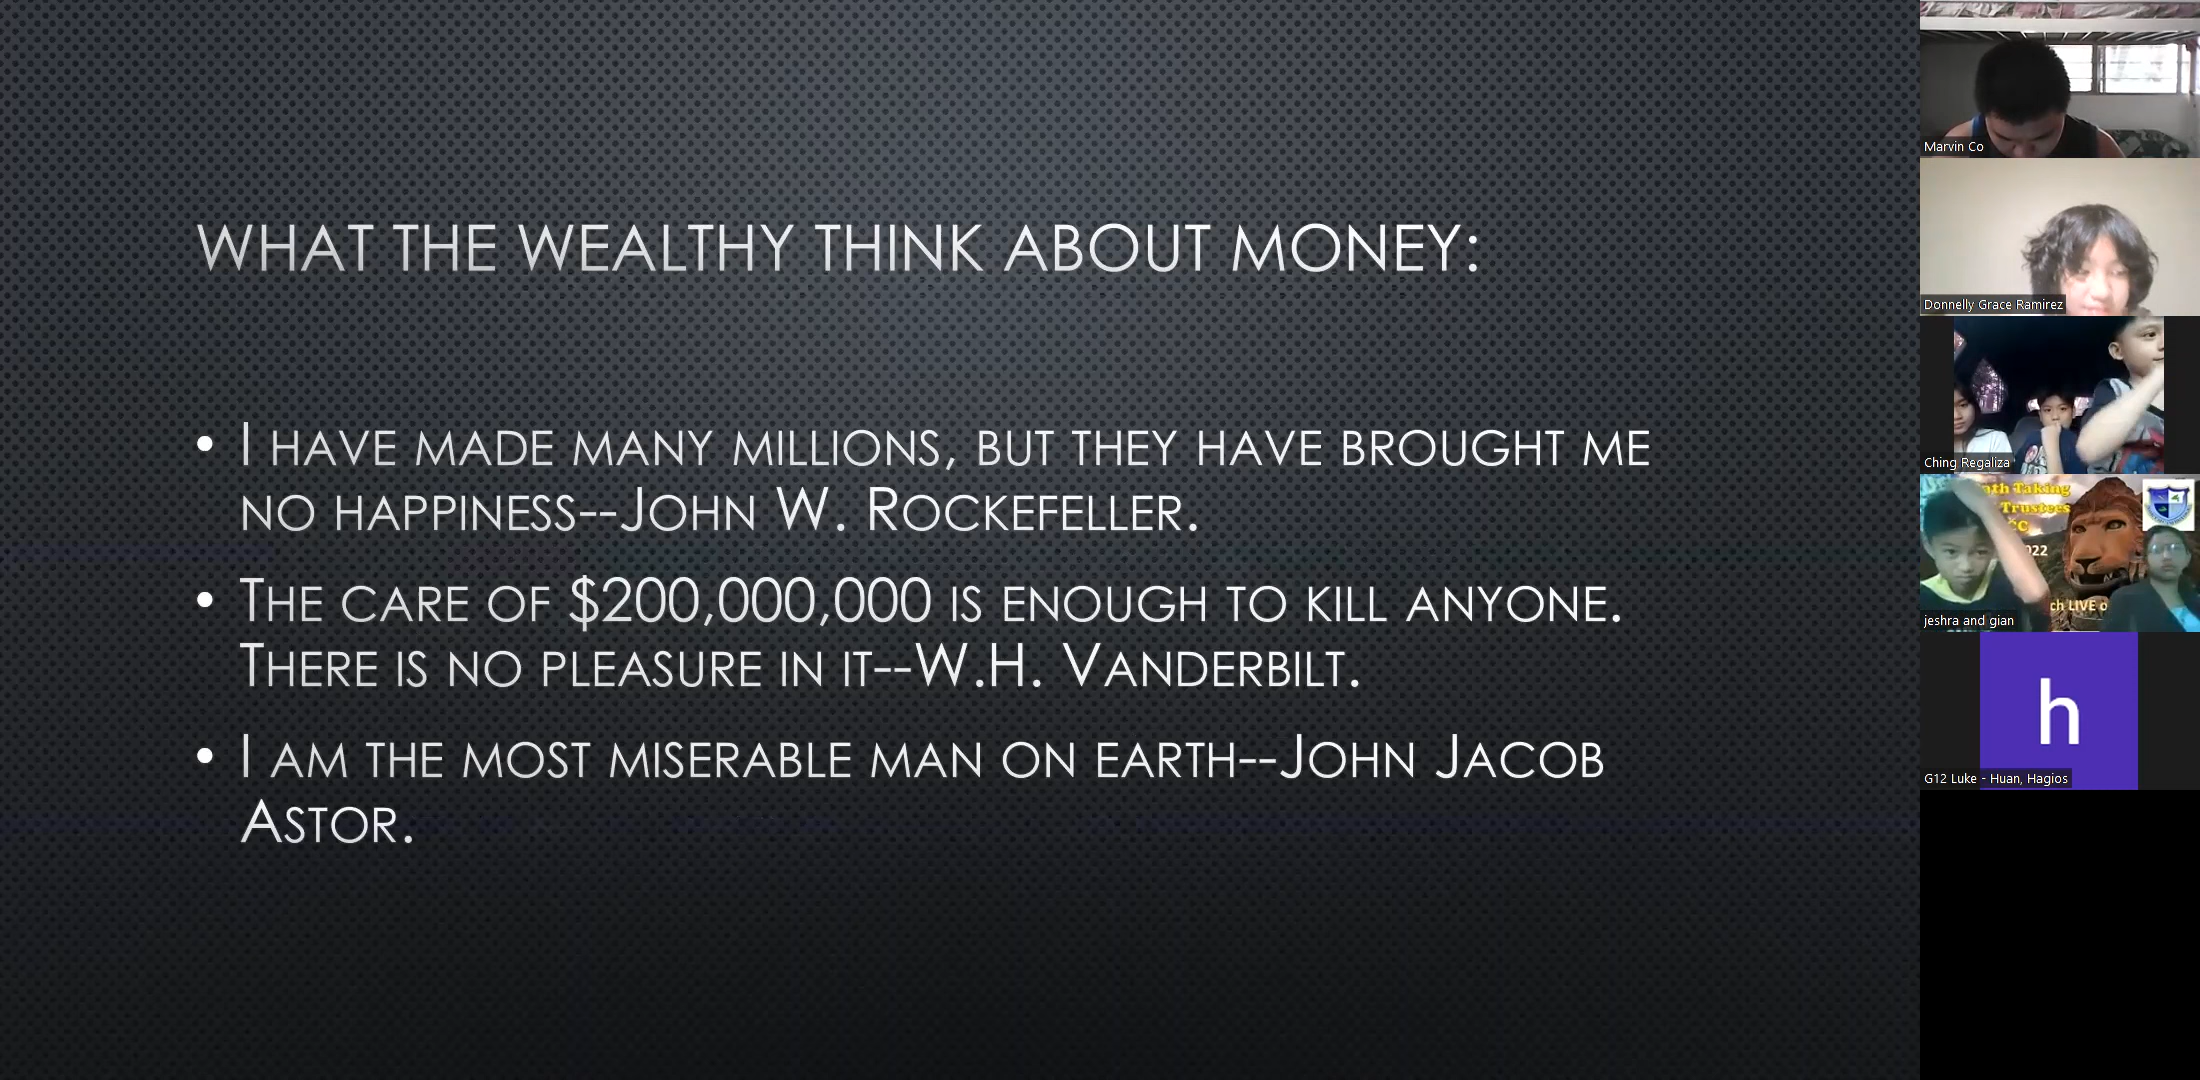 WHAT THE WEALTHY THINK ABOUT MONEY:
• I HAVE MADE MANY MILLIONS, BUT THEY HAVE BROUGHT ME
NO HAPPINESS--JOHN W. ROCKEFELLER.
• THE CARE OF $200,000,000 IS ENOUGH TO KILL ANYONE.
THERE IS NO PLEASURE IN IT--W.H. VANDERBILT.
• I AM THE MOST MISERABLE MAN ON EARTH--JOHN JACOB
ASTOR.
Marvin Co
Donnelly Grace Ramirez
Ching Regaliza
Taking
Trustees
LIVE
jeshra and gian
h
G12 Luke - Huan, Hagios